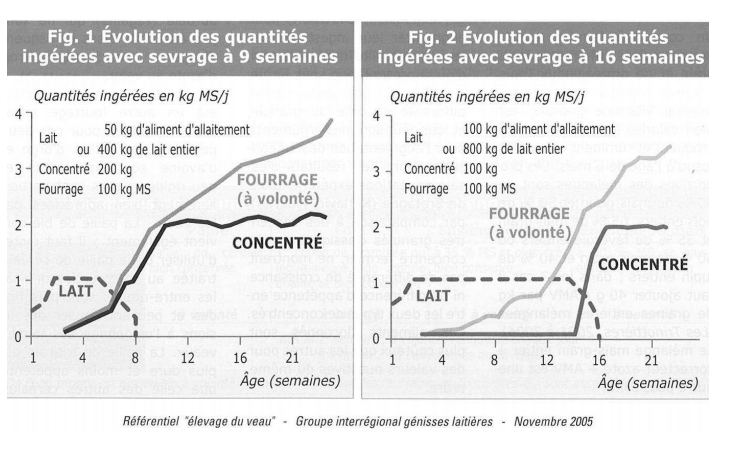 Fig. 1 Évolution des quantités
ingérées avec sevrage à 9 semaines
Quantités ingérées en kg MS/j
4
3
2
1
0
Lait 50 kg d'aliment d'allaitement
ou 400 kg de lait entier
Concentré 200 kg
Fourrage 100 kg MS
FOURRAGE
(à volonté)
CONCENTRÉ
LAIT
1 4 8 12 16 21
Âge (semaines)
Fig. 2 Évolution des quantités
ingérées avec sevrage à 16 semaines
Quantités ingérées en kg MS/j
4
3
2
1
0
Lait 100 kg d'aliment d'allaitement
ou 800 kg de lait entier
Concentré 100 kg
Fourrage 100 kg MS
FOURRAGE
(à volonté)
CONCENTRÉ
LAIT
1 4 8 12 16 21
Âge (semaines)
Référentiel "élevage du veau" - Groupe interrégional génisses laitières - Novembre 2005